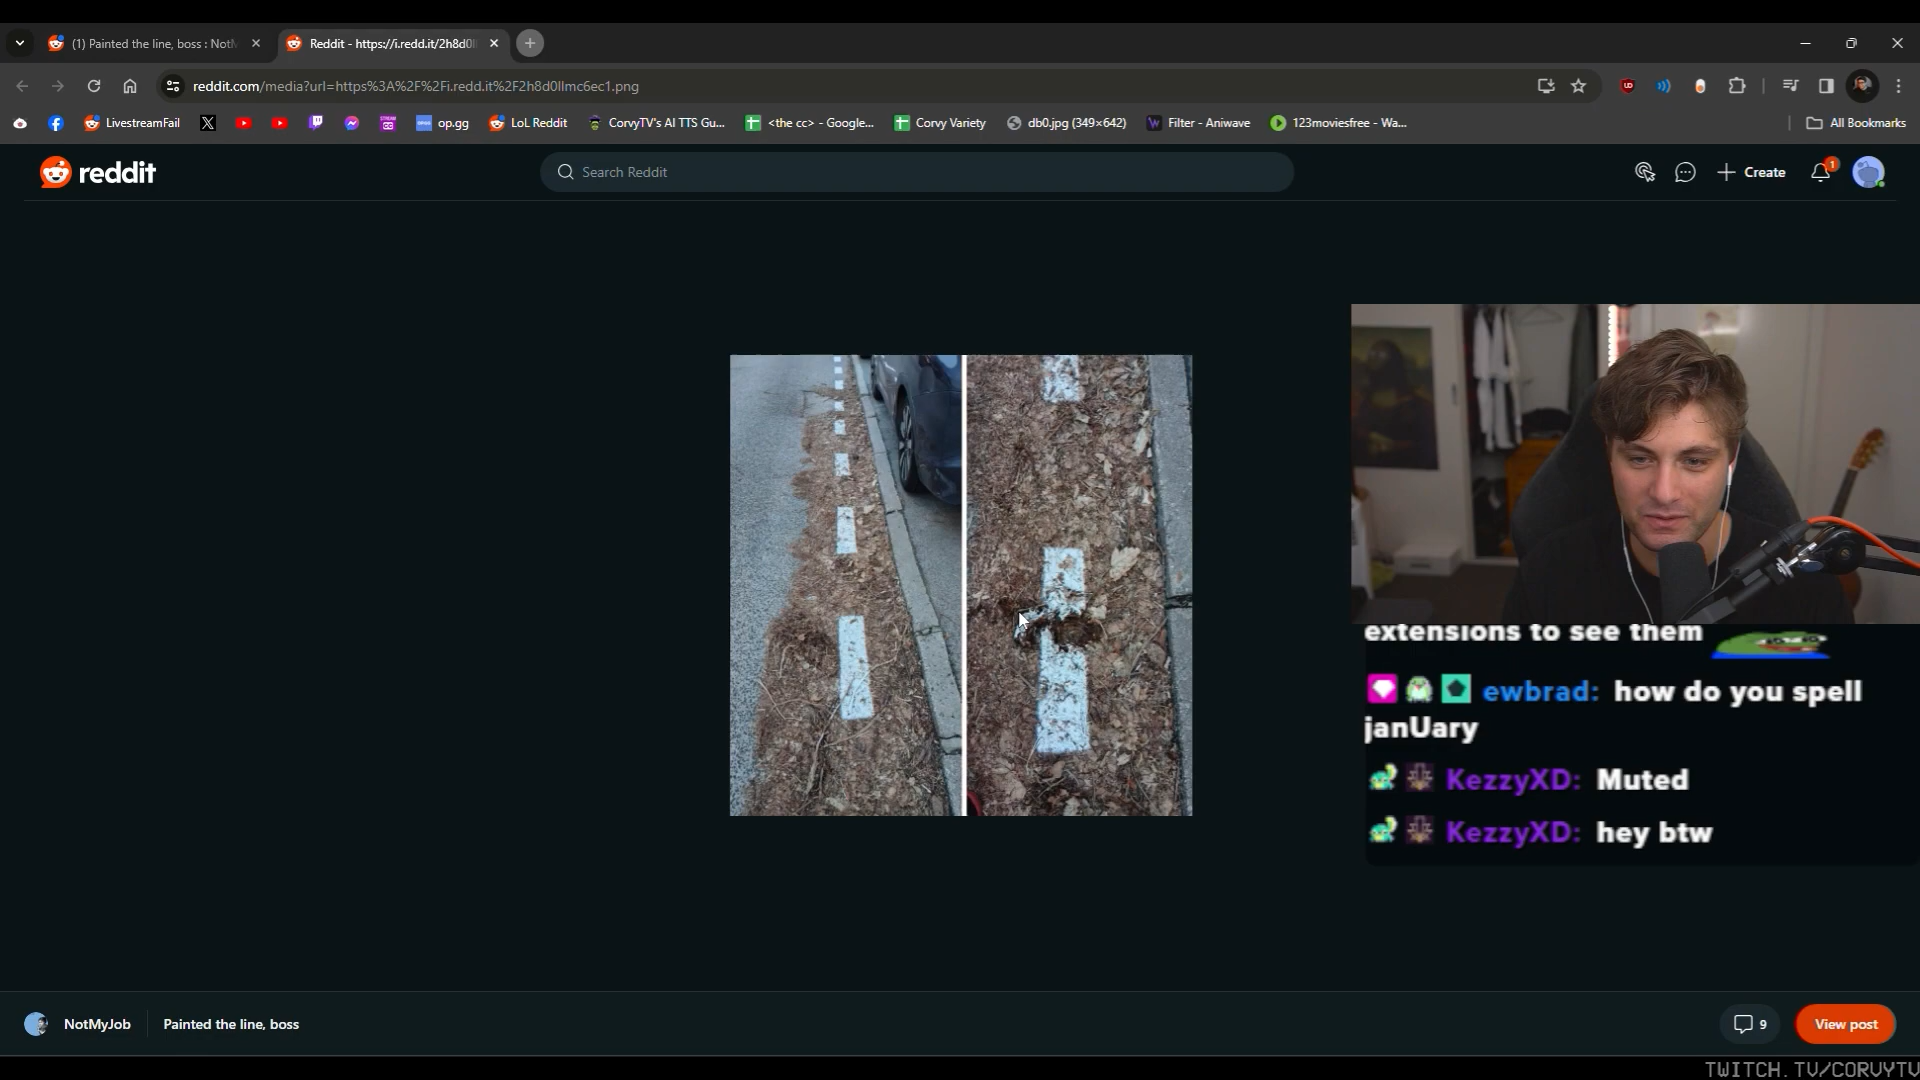 (1) Painted the line, boss : NotM
Reddit - https://i.redd.it/2h8d0l
reddit.com/media?url=https%3A%2F%2Fi.redd.it%2F2h8d0llmc6ec1.png
LivestreamFail
op.gg
LoL Reddit
CorvyTV's AI TTS Gu...
<the cc> - Google...
Corvy Variety
db0.jpg (349×642)
Filter - Aniwave
123moviesfree - Wa...
All Bookmarks
reddit
Search Reddit
Create
1
extensions to see them
ewbrad: how do you spell
janUary
KezzyXD: Muted
KezzyXD: hey btw
NotMyJob
Painted the line, boss
9
View post
TWITCH.TV/CORVYTV